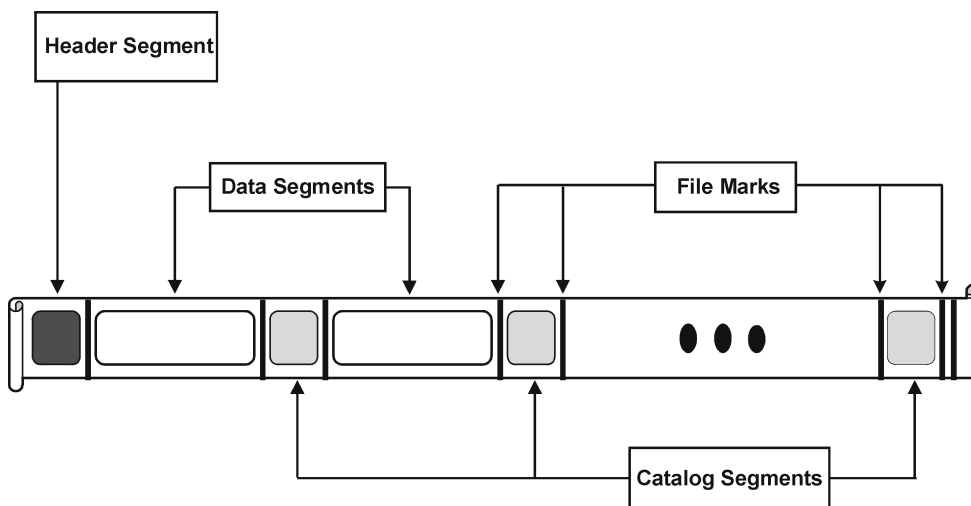 Header Segment
Data Segments
File Marks
Catalog Segments